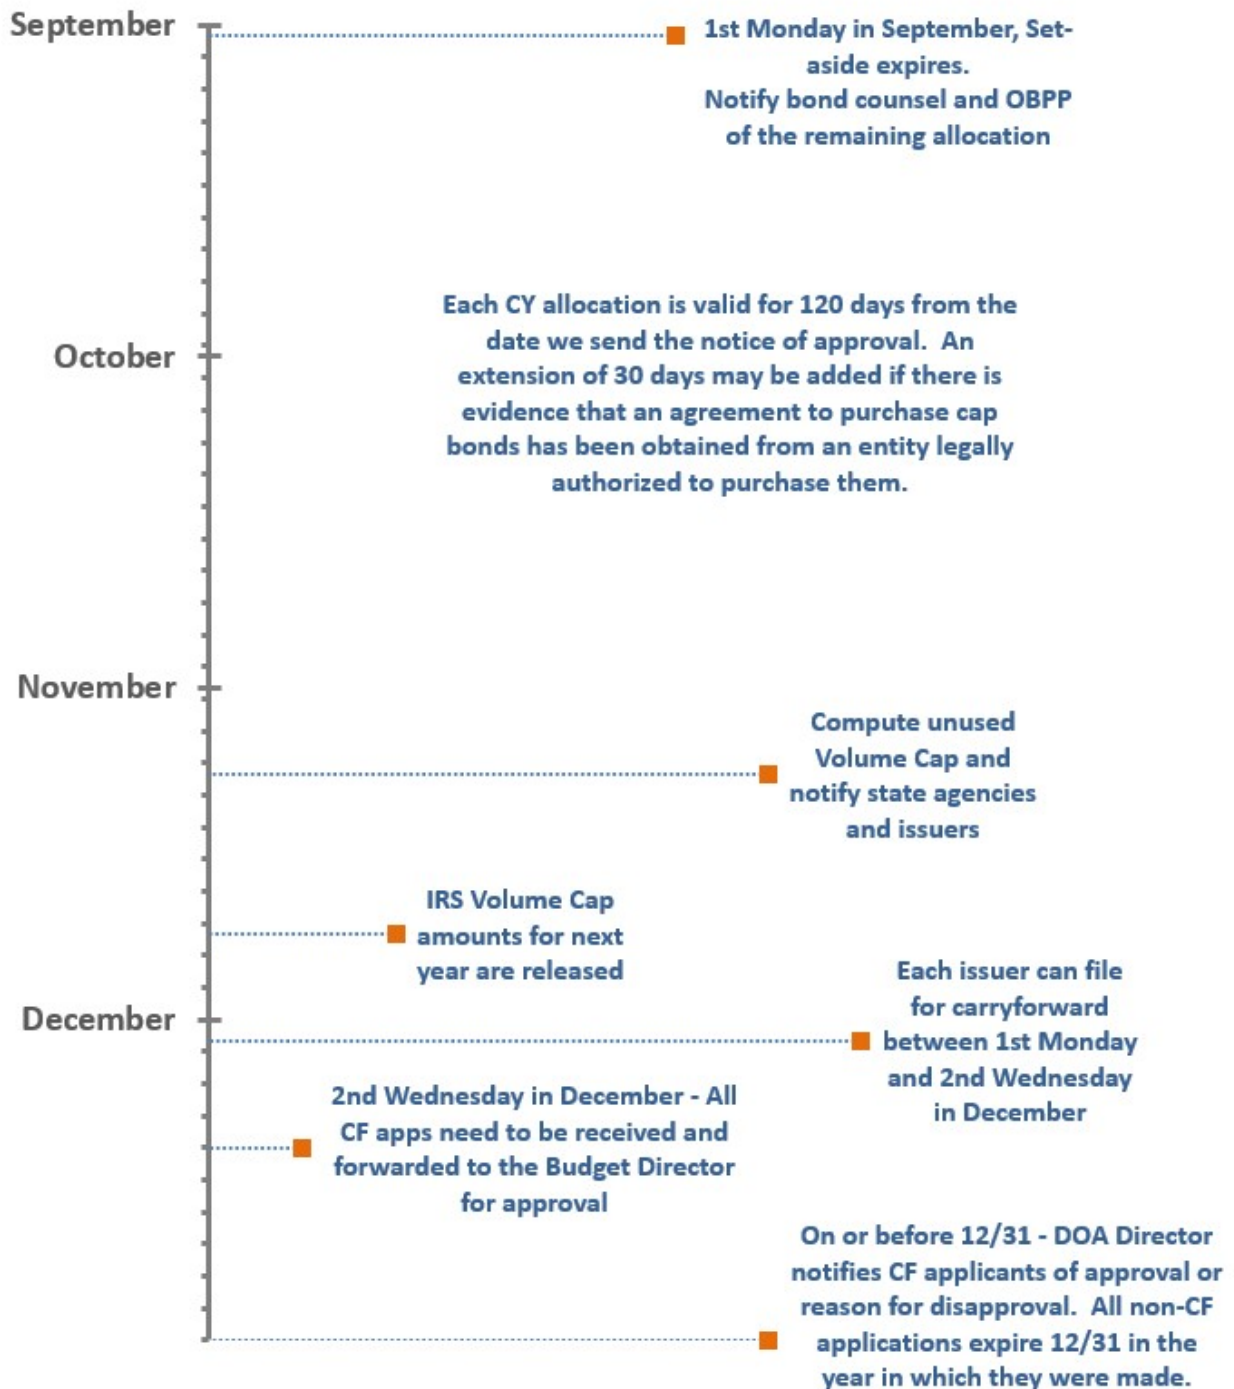 September
1st Monday in September, Set-
aside expires.
Notify bond counsel and OBPP
of the remaining allocation
Each CY allocation is valid for 120 days from the
date we send the notice of approval.  An
extension of 30 days may be added if there is
evidence that an agreement to purchase cap
bonds has been obtained from an entity legally
authorized to purchase them.
October
November
Compute unused
Volume Cap and
notify state agencies
and issuers
IRS Volume Cap
amounts for next
year are released
December
Each issuer can file
for carryforward
between 1st Monday
and 2nd Wednesday
in December
2nd Wednesday in December - All
CF apps need to be received and
forwarded to the Budget Director
for approval
On or before 12/31 - DOA Director
notifies CF applicants of approval or
reason for disapproval.  All non-CF
applications expire 12/31 in the
year in which they were made.